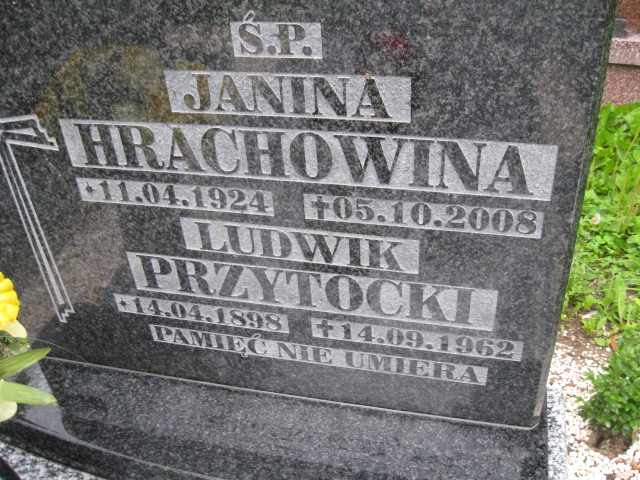 Ś.P.
JANINA
HRACHOWINA
*11.04.1924 †05.10.2008
LUDWIK
PRZYTOCKI
*14.04.1898 †14.09.1962
PAMIĘĆ NIE UMIERA